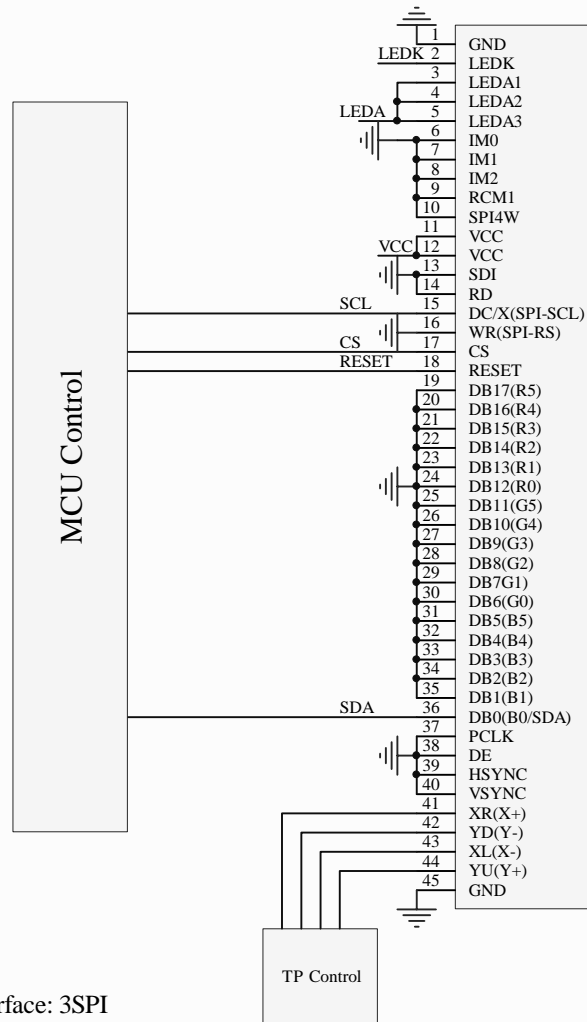 1 GND
LEDK 2 LEDK
3 LEDA1
4 LEDA2
LEDA 5 LEDA3
6 IM0
7 IM1
8 IM2
9 RCM1
10 SPI4W
11 VCC
VCC 12 VCC
13 SDI
14 RD
SCL 15 DC/X(SPI-SCL)
16 WR(SPI-RS)
CS 17 CS
RESET 18 RESET
19 DB17(R5)
20 DB16(R4)
21 DB15(R3)
22 DB14(R2)
23 DB13(R1)
24 DB12(R0)
25 DB11(G5)
26 DB10(G4)
27 DB9(G3)
28 DB8(G2)
29 DB7G1)
30 DB6(G0)
31 DB5(B5)
32 DB4(B4)
33 DB3(B3)
34 DB2(B2)
35 DB1(B1)
SDA 36 DB0(B0/SDA)
37 PCLK
38 DE
39 HSYNC
40 VSYNC
41 XR(X+)
42 YD(Y-)
43 XL(X-)
44 YU(Y+)
45 GND
MCU Control
TP Control
rface: 3SPI